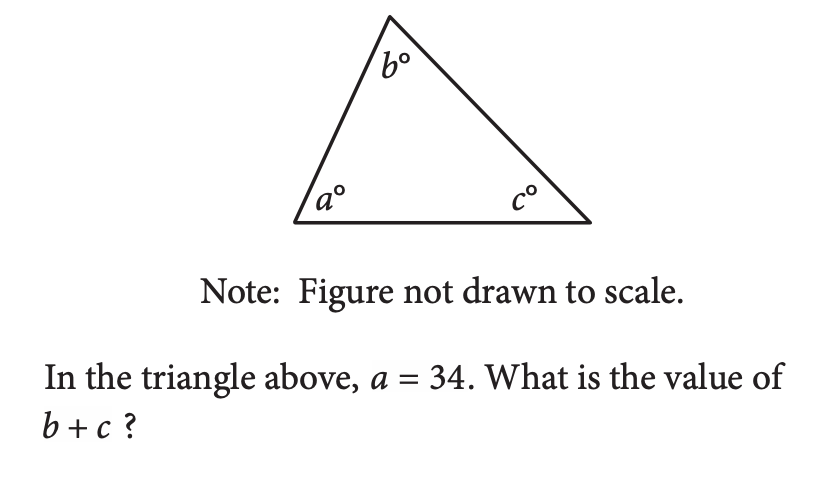 b°
a°
c°
Note: Figure not drawn to scale.
In the triangle above, a = 34. What is the value of
b + c ?